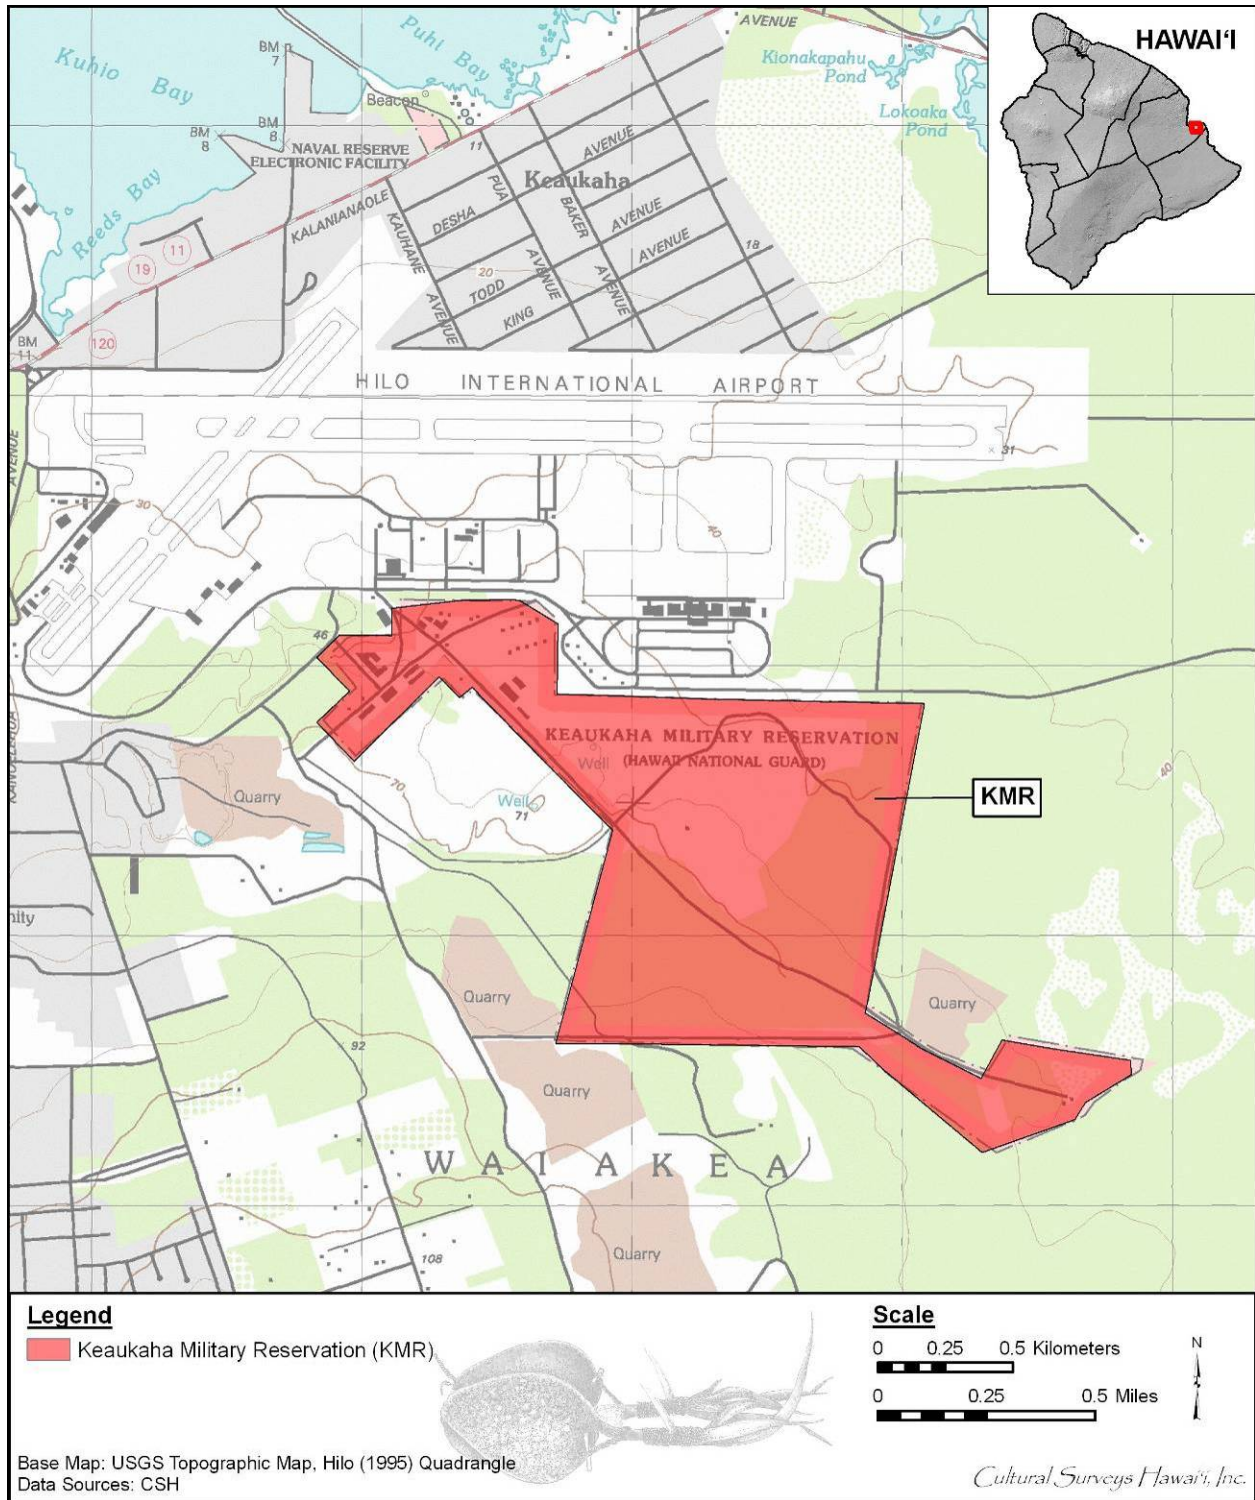 Kuhio Bay
BM
7
Puhi Bay
AVENUE
Kionakapahu
Pond
Lokoaka
Pond
HAWAI‘I
Beacon
BM
8
BM
8
NAVAL RESERVE
ELECTRONIC FACILITY
11
Reeds Bay
KALANIANAOLE
KAUHANE
AVENUE
DESHA
AVENUE
PUA
AVENUE
Keaukaha
BAKER
AVENUE
AVENUE
AVENUE
TODD
KING
18
20
11
19
120
BM
11
AVENUE
HILO INTERNATIONAL AIRPORT
31
30
40
46
KEAUKAHA MILITARY RESERVATION
(HAWAII NATIONAL GUARD)
Well
Well
71
70
KMR
40
Quarry
KANOELEHUA
nity
Quarry
Quarry
92
Quarry
WAIAKEA
108
Quarry
Legend
Keaukaha Military Reservation (KMR)
Scale
0 0.25 0.5 Kilometers
0 0.25 0.5 Miles
N
Base Map: USGS Topographic Map, Hilo (1995) Quadrangle
Data Sources: CSH
Cultural Surveys Hawai‘i, Inc.